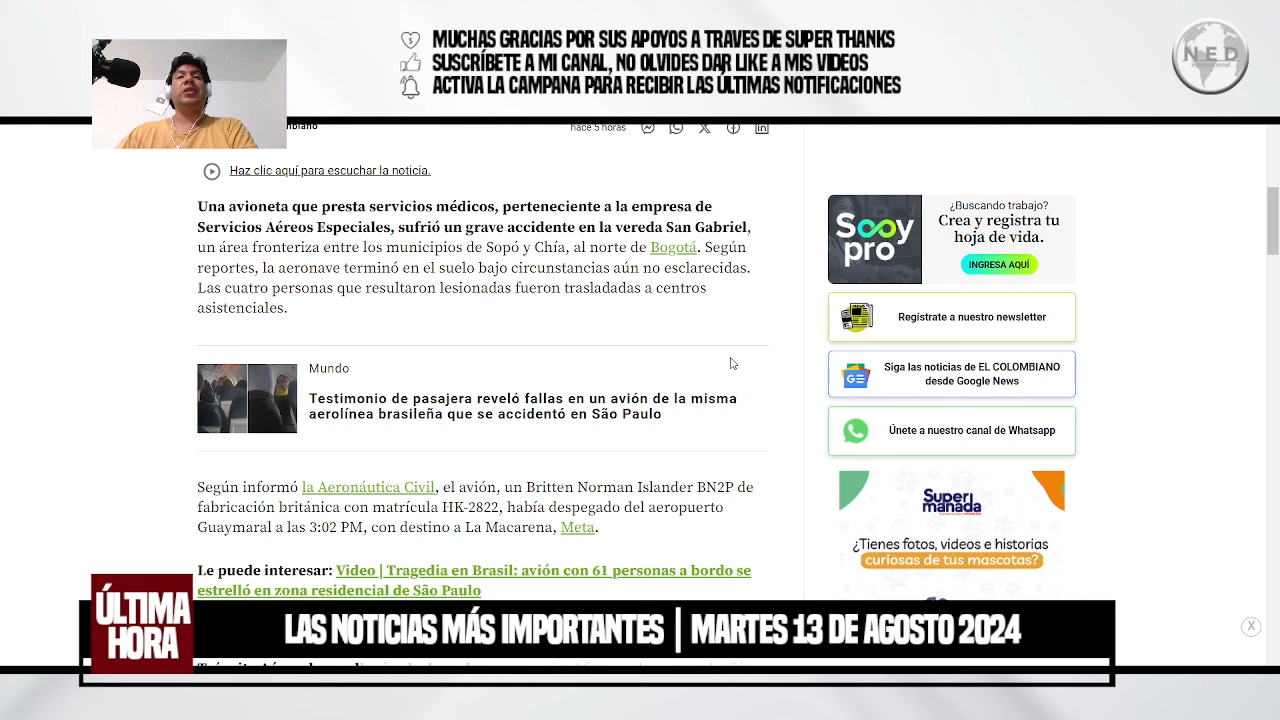 MUCHAS GRACIAS POR SUS APOYOS A TRAVES DE SUPER THANKS
SUSCRÍBETE A MI CANAL, NO OLVIDES DAR LIKE A MIS VIDEOS
ACTIVA LA CAMPANA PARA RECIBIR LAS ÚLTIMAS NOTIFICACIONES
N.E.D
international
hace 5 horas
Haz clic aquí para escuchar la noticia.
Una avioneta que presta servicios médicos, perteneciente a la empresa de
Servicios Aéreos Especiales, sufrió un grave accidente en la vereda San Gabriel,
un área fronteriza entre los municipios de Sopó y Chía, al norte de Bogotá. Según
reportes, la aeronave terminó en el suelo bajo circunstancias aún no esclarecidas.
Las cuatro personas que resultaron lesionadas fueron trasladadas a centros
asistenciales.
Mundo
Testimonio de pasajera reveló fallas en un avión de la misma
aerolínea brasileña que se accidentó en São Paulo
Según informó la Aeronáutica Civil, el avión, un Britten Norman Islander BN2P de
fabricación británica con matrícula HK-2822, había despegado del aeropuerto
Guaymaral a las 3:02 PM, con destino a La Macarena, Meta.
Le puede interesar: Video | Tragedia en Brasil: avión con 61 personas a bordo se
estrelló en zona residencial de São Paulo
Sooy
pro
¿Buscando trabajo?
Crea y registra tu
hoja de vida.
INGRESA AQUÍ
NEWS
Regístrate a nuestro newsletter
GE
Siga las noticias de EL COLOMBIANO
desde Google News
Únete a nuestro canal de Whatsapp
Super
manada
¿Tienes fotos, videos e historias
curiosas de tus mascotas?
X
ÚLTIMA
HORA
LAS NOTICIAS MÁS IMPORTANTES | MARTES 13 DE AGOSTO 2024